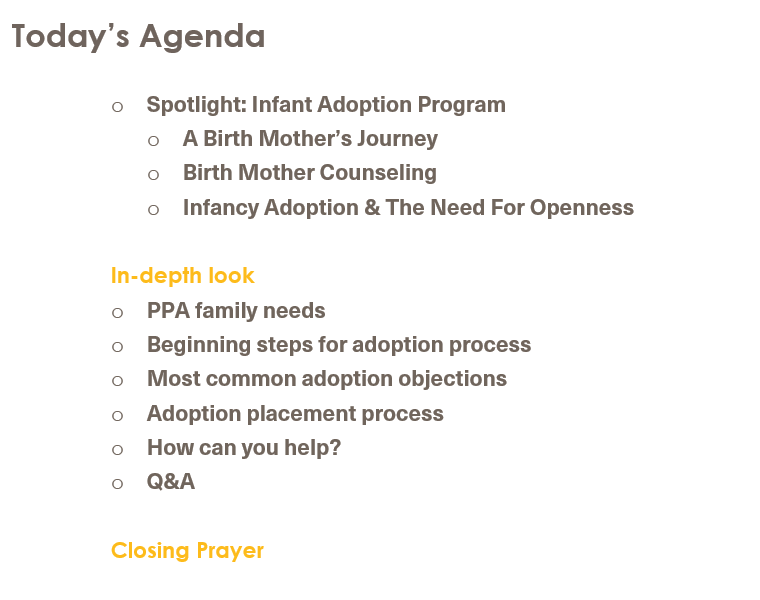 Today’s Agenda
o Spotlight: Infant Adoption Program
o A Birth Mother’s Journey
o Birth Mother Counseling
o Infancy Adoption & The Need For Openness
In-depth look
o PPA family needs
o Beginning steps for adoption process
o Most common adoption objections
o Adoption placement process
o How can you help?
o Q&A
Closing Prayer